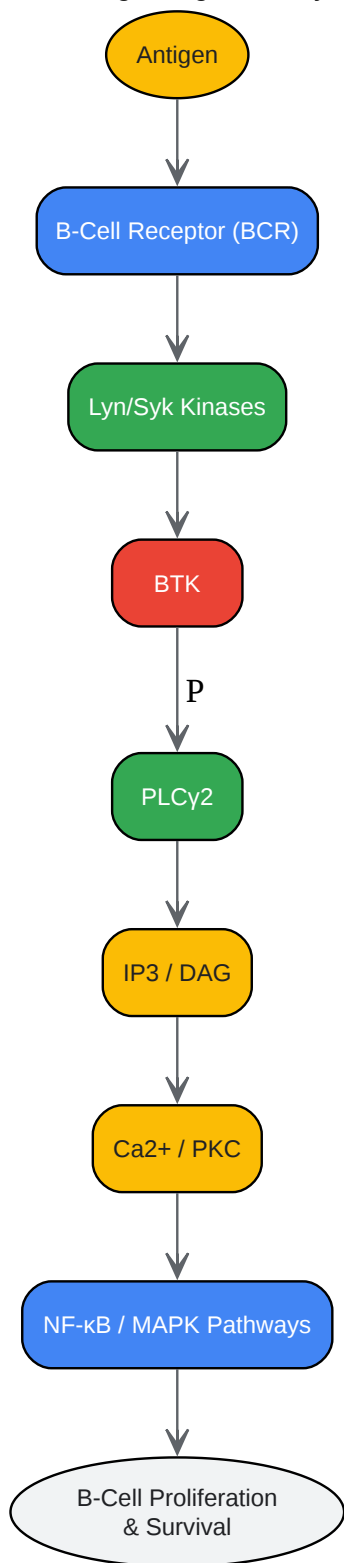 Antigen
B-Cell Receptor (BCR)
Lyn/Syk Kinases
BTK
P
PLCγ2
IP3 / DAG
Ca2+ / PKC
NF-κB / MAPK Pathways
B-Cell Proliferation
& Survival